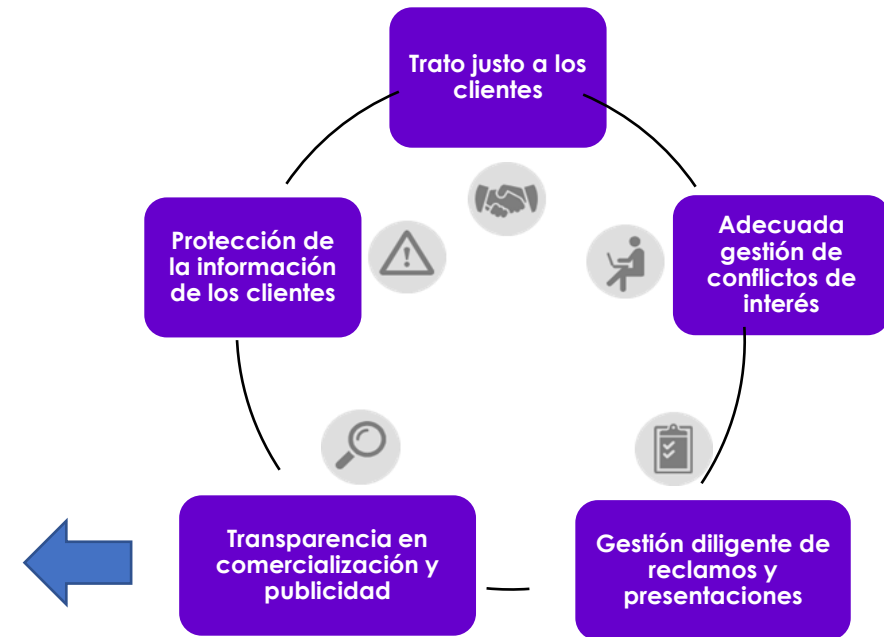 Trato justo a los
clientes
Protección de
la información
de los clientes
Adecuada
gestión de
conflictos de
interés
Transparencia en
comercialización y
publicidad
Gestión diligente de
reclamos y
presentaciones